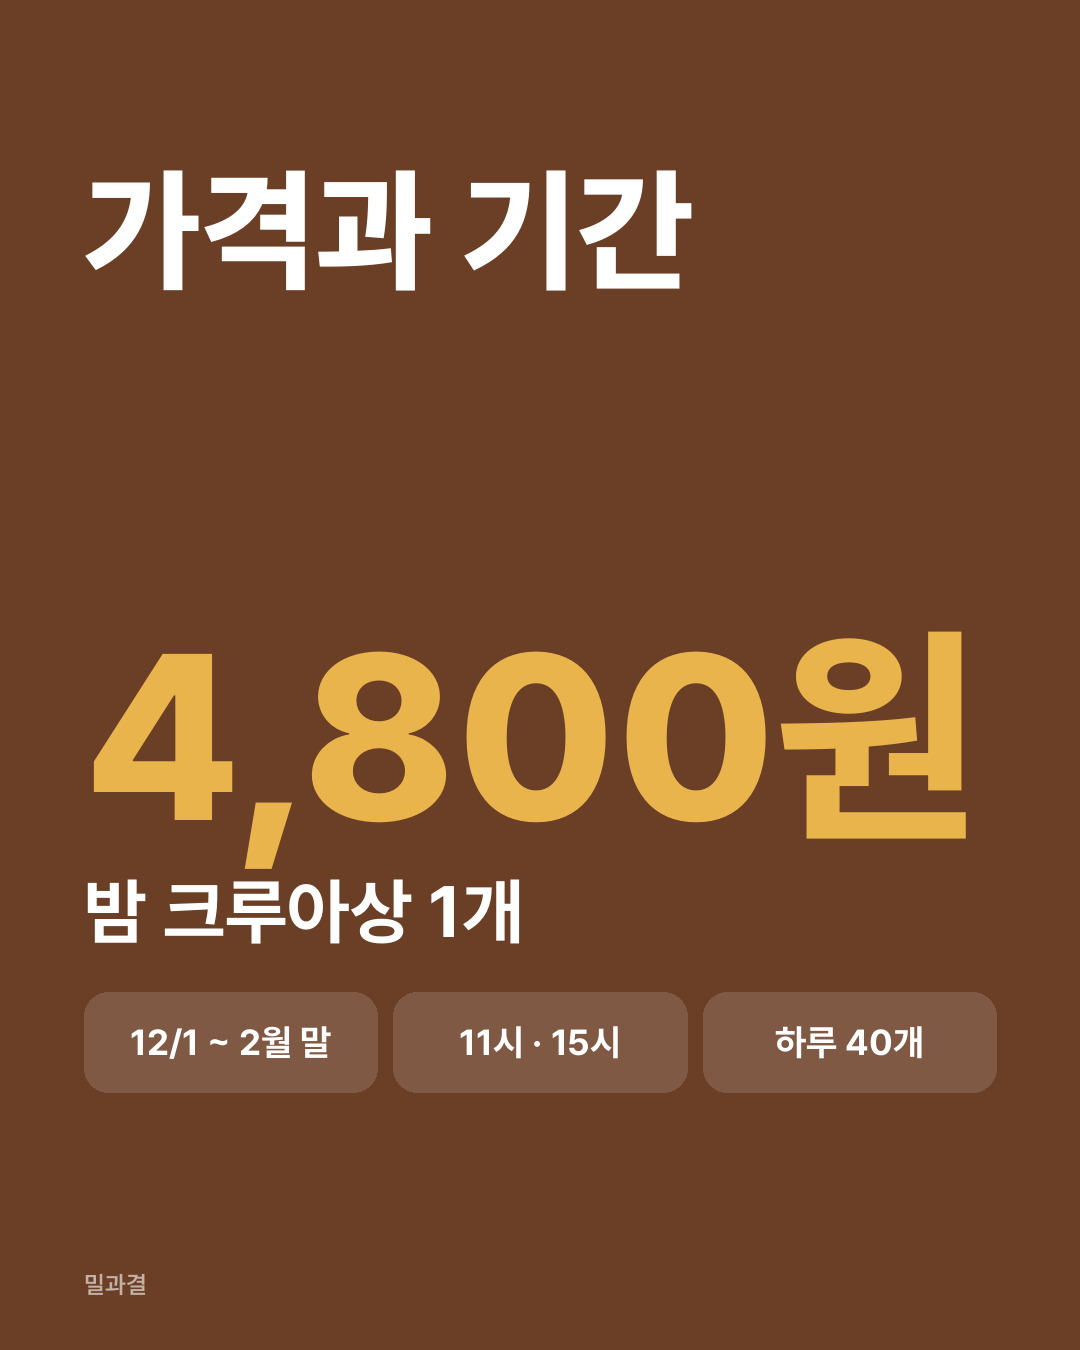 가격과 기간
4,800원
밤 크루아상 1개
12/1 ~ 2월 말
11시 · 15시
하루 40개
밀과결